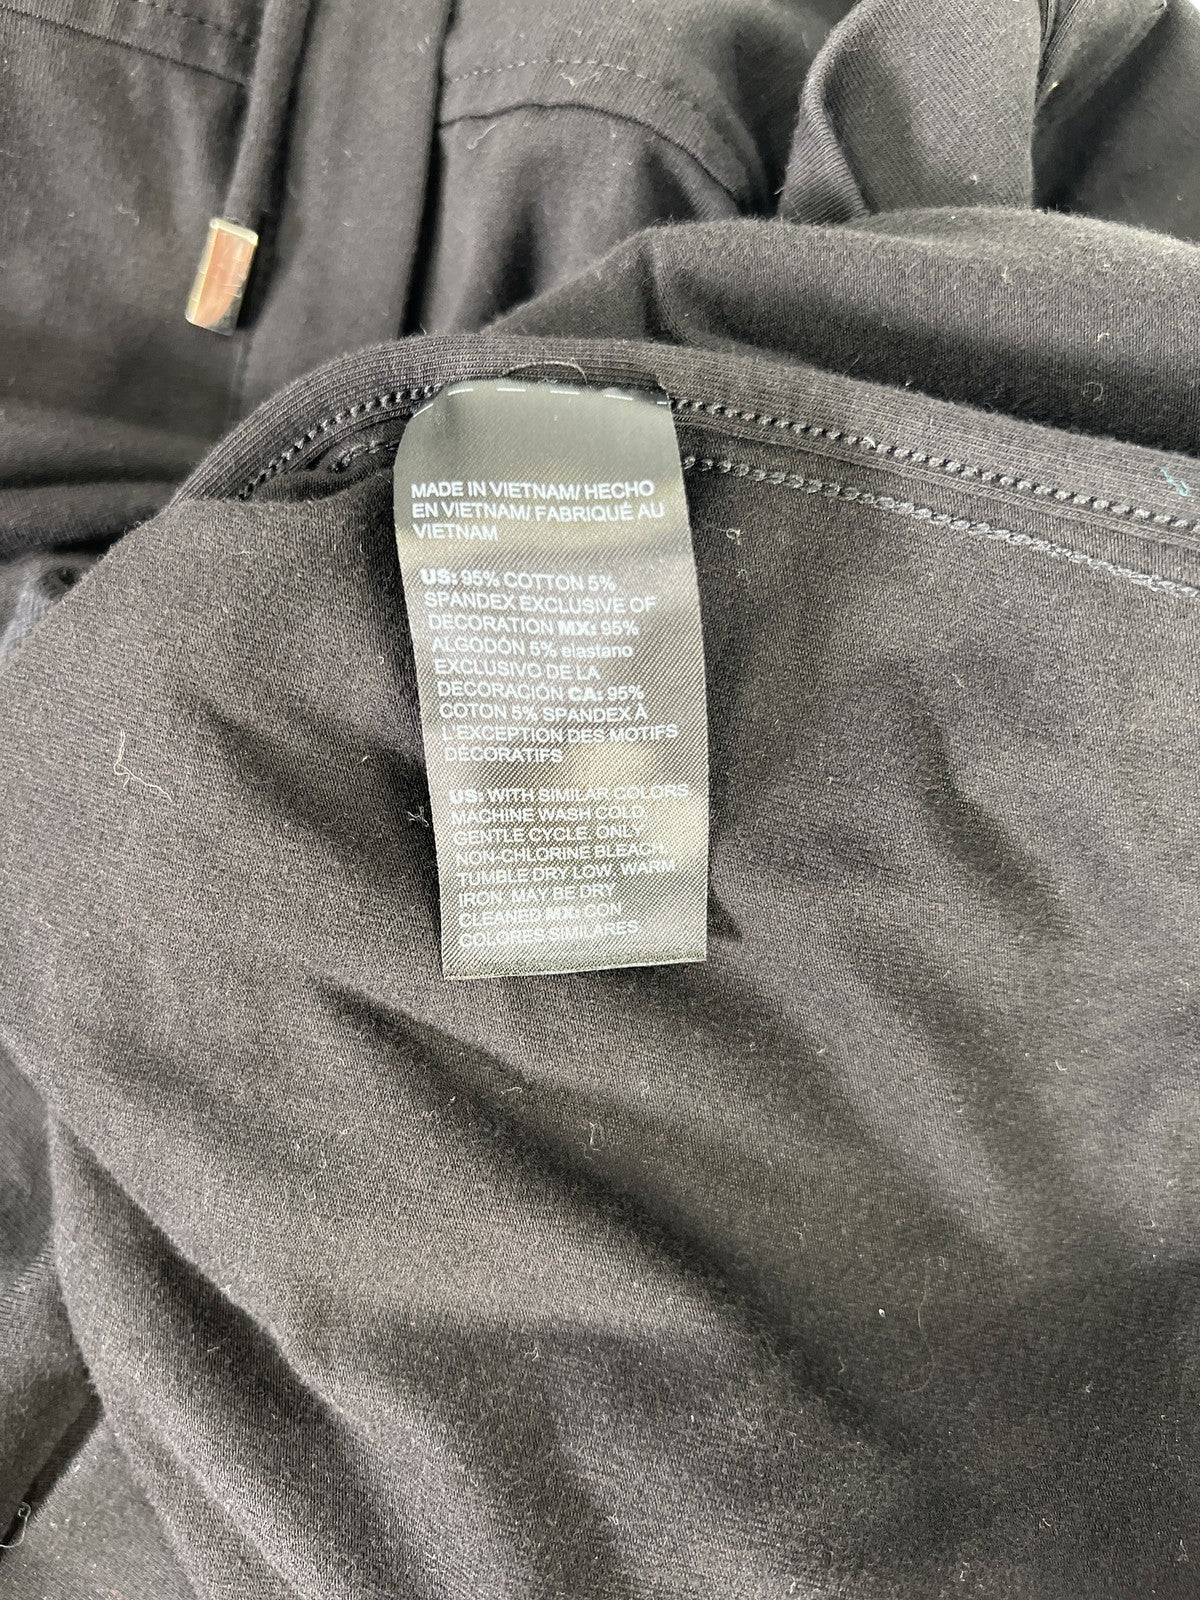 MADE IN VIETNAM/ HECHO
EN VIETNAM/ FABRIQUÉ AU
VIETNAM
US: 95% COTTON 5%
SPANDEX EXCLUSIVE OF
DECORATION MX: 95%
ALGODÓN 5% elastano
EXCLUSIVO DE LA
DECORACIÓN CA: 95%
COTON 5% SPANDEX À
L'EXCEPTION DES MOTIFS
DÉCORATIFS
US: WITH SIMILAR COLORS
MACHINE WASH COLD
GENTLE CYCLE. ONLY
NON-CHLORINE BLEACH.
TUMBLE DRY LOW. WARM
IRON. MAY BE DRY
CLEANED MX: CON
COLORES SIMILARES